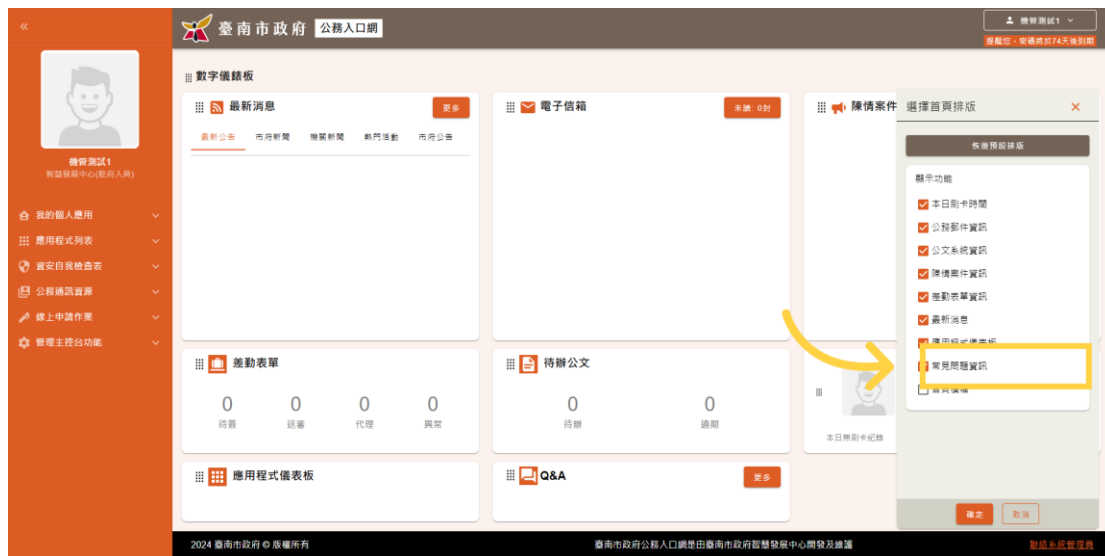 «
臺南市政府 公務入口網
機管測試1
提醒您，密碼將於74天後到期
數字儀錶板
機管測試1
智慧發展中心(駐府人員)
我的個人應用
應用程式列表
資安自我檢查表
公務通訊資源
線上申請作業
管理主控台功能
最新消息
更多
最新公告 市府新聞 機關新聞 熱門活動 市府公告
電子信箱
未讀: 0封
陳情案件
差勤表單
0 0 0 0
待簽 送審 代理 異常
待辦公文
0 0
待辦 逾期
本日無刷卡紀錄
應用程式儀表板
Q&A
更多
選擇首頁排版
×
恢復預設排版
顯示功能
本日刷卡時間
公務郵件資訊
公文系統資訊
陳情案件資訊
差勤表單資訊
最新消息
應用程式儀表板
常見問題資訊
確定 取消
2024 臺南市政府 © 版權所有
臺南市政府公務入口網是由臺南市政府智慧發展中心開發及維護
聯絡系統管理員